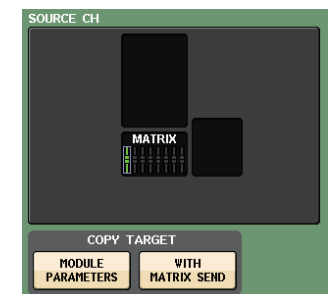 SOURCE CH
MATRIX
COPY TARGET
MODULE
PARAMETERS
WITH
MATRIX SEND